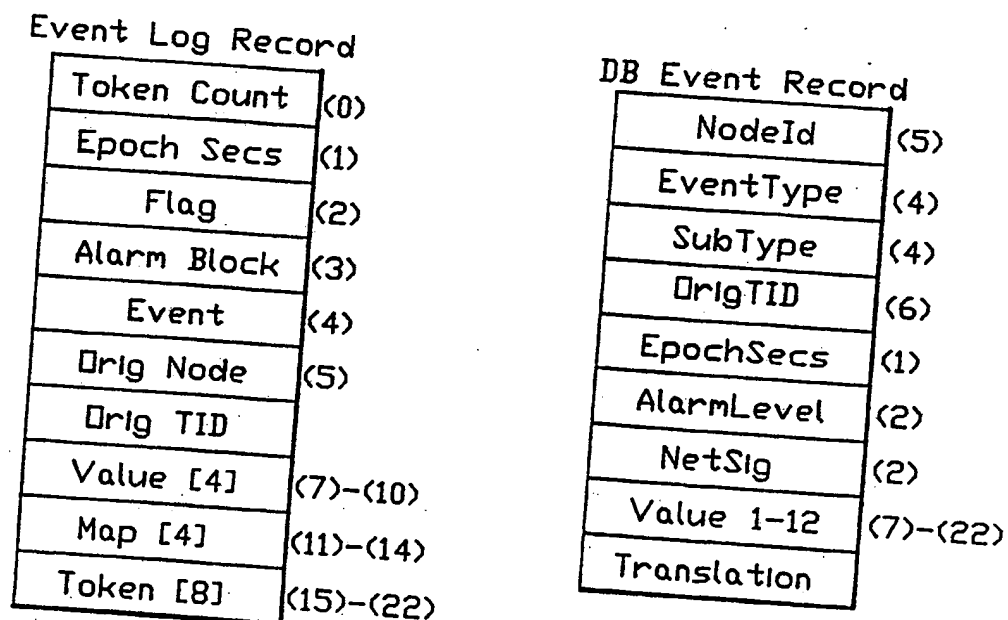 Event Log Record
Token Count (0)
Epoch Secs (1)
Flag (2)
Alarm Block (3)
Event (4)
Orig Node (5)
Orig TID
Value [4] (7)-(10)
Map [4] (11)-(14)
Token [8] (15)-(22)
DB Event Record
NodeId (5)
EventType (4)
SubType (4)
OrigTID (6)
EpochSecs (1)
AlarmLevel (2)
NetSig (2)
Value 1-12 (7)-(22)
Translation